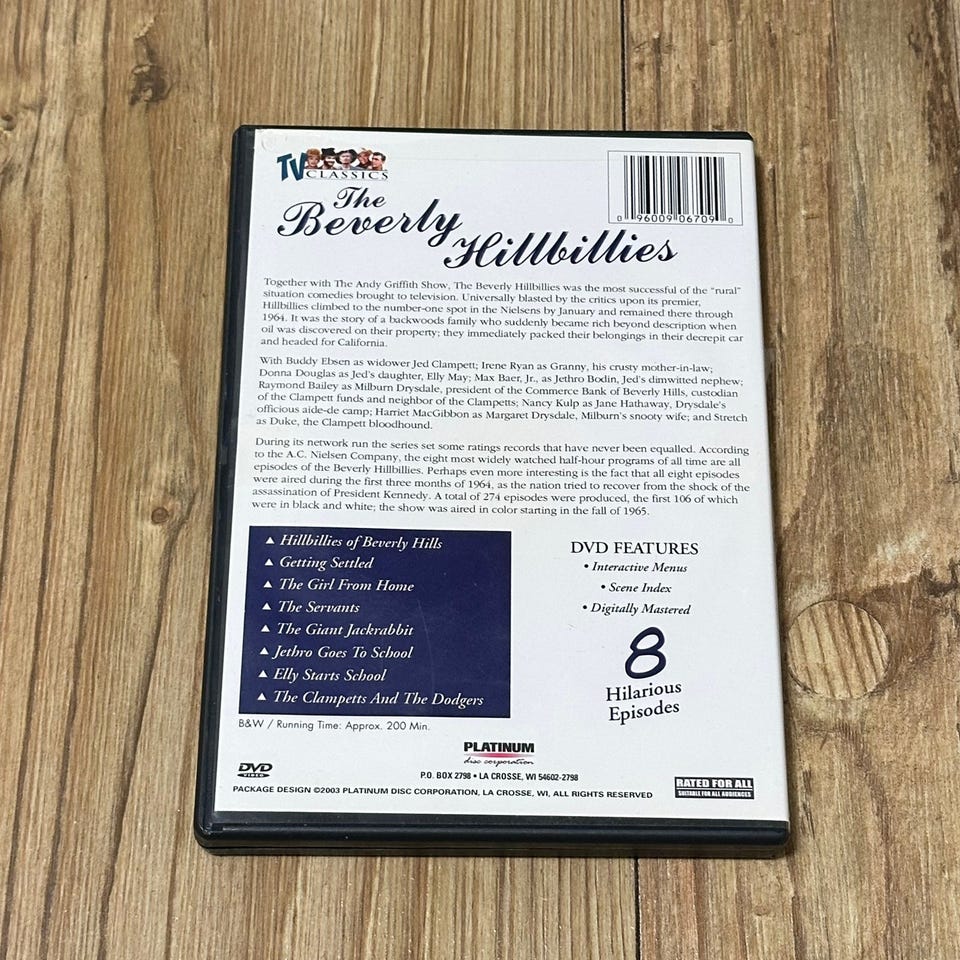 TV CLASSICS
0 96009 06709 0
The
Beverly
Hillbillies
Together with The Andy Griffith Show, The Beverly Hillbillies was the most successful of the "rural"
situation comedies brought to television. Universally blasted by the critics upon its premier,
Hillbillies climbed to the number-one spot in the Nielsens by January and remained there through
1964. It was the story of a backwoods family who suddenly became rich beyond description when
oil was discovered on their property; they immediately packed their belongings in their decrepit car
and headed for California.
With Buddy Ebsen as widower Jed Clampett; Irene Ryan as Granny, his crusty mother-in-law;
Donna Douglas as Jed's daughter, Elly May; Max Baer, Jr., as Jethro Bodin, Jed's dimwitted nephew;
Raymond Bailey as Milburn Drysdale, president of the Commerce Bank of Beverly Hills, custodian
of the Clampett funds and neighbor of the Clampetts; Nancy Kulp as Jane Hathaway, Drysdale's
officious aide-de camp; Harriet MacGibbon as Margaret Drysdale, Milburn's snooty wife; and Stretch
as Duke, the Clampett bloodhound.
During its network run the series set some ratings records that have never been equalled. According
to the A.C. Nielsen Company, the eight most widely watched half-hour programs of all time are all
episodes of the Beverly Hillbillies. Perhaps even more interesting is the fact that all eight episodes
were aired during the first three months of 1964, as the nation tried to recover from the shock of the
assassination of President Kennedy. A total of 274 episodes were produced, the first 106 of which
were in black and white; the show was aired in color starting in the fall of 1965.
▲ Hillbillies of Beverly Hills
▲ Getting Settled
▲ The Girl From Home
▲ The Servants
▲ The Giant Jackrabbit
▲ Jethro Goes To School
▲ Elly Starts School
▲ The Clampetts And The Dodgers
B&W / Running Time: Approx. 200 Min.
DVD FEATURES
• Interactive Menus
• Scene Index
• Digitally Mastered
8
Hilarious
Episodes
PLATINUM
disc corporation
DVD
VIDEO
P.O. BOX 2798 • LA CROSSE, WI 54602-2798
PACKAGE DESIGN ©2003 PLATINUM DISC CORPORATION, LA CROSSE, WI, ALL RIGHTS RESERVED
RATED FOR ALL
SUITABLE FOR ALL AUDIENCES